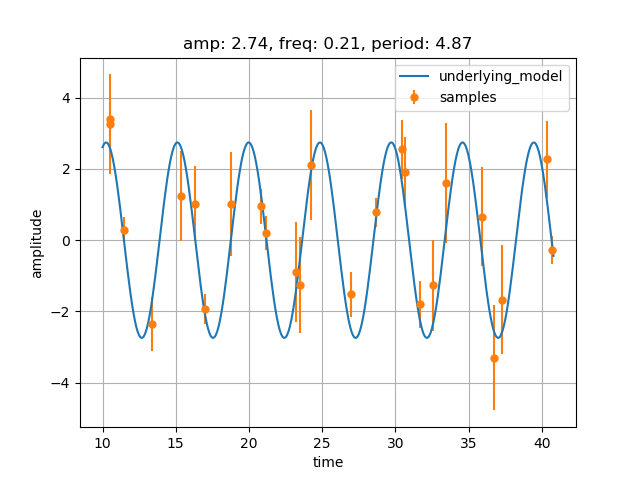 amp: 2.74, freq: 0.21, period: 4.87
underlying_model
samples
4
2
0
−2
−4
amplitude
10 15 20 25 30 35 40
time